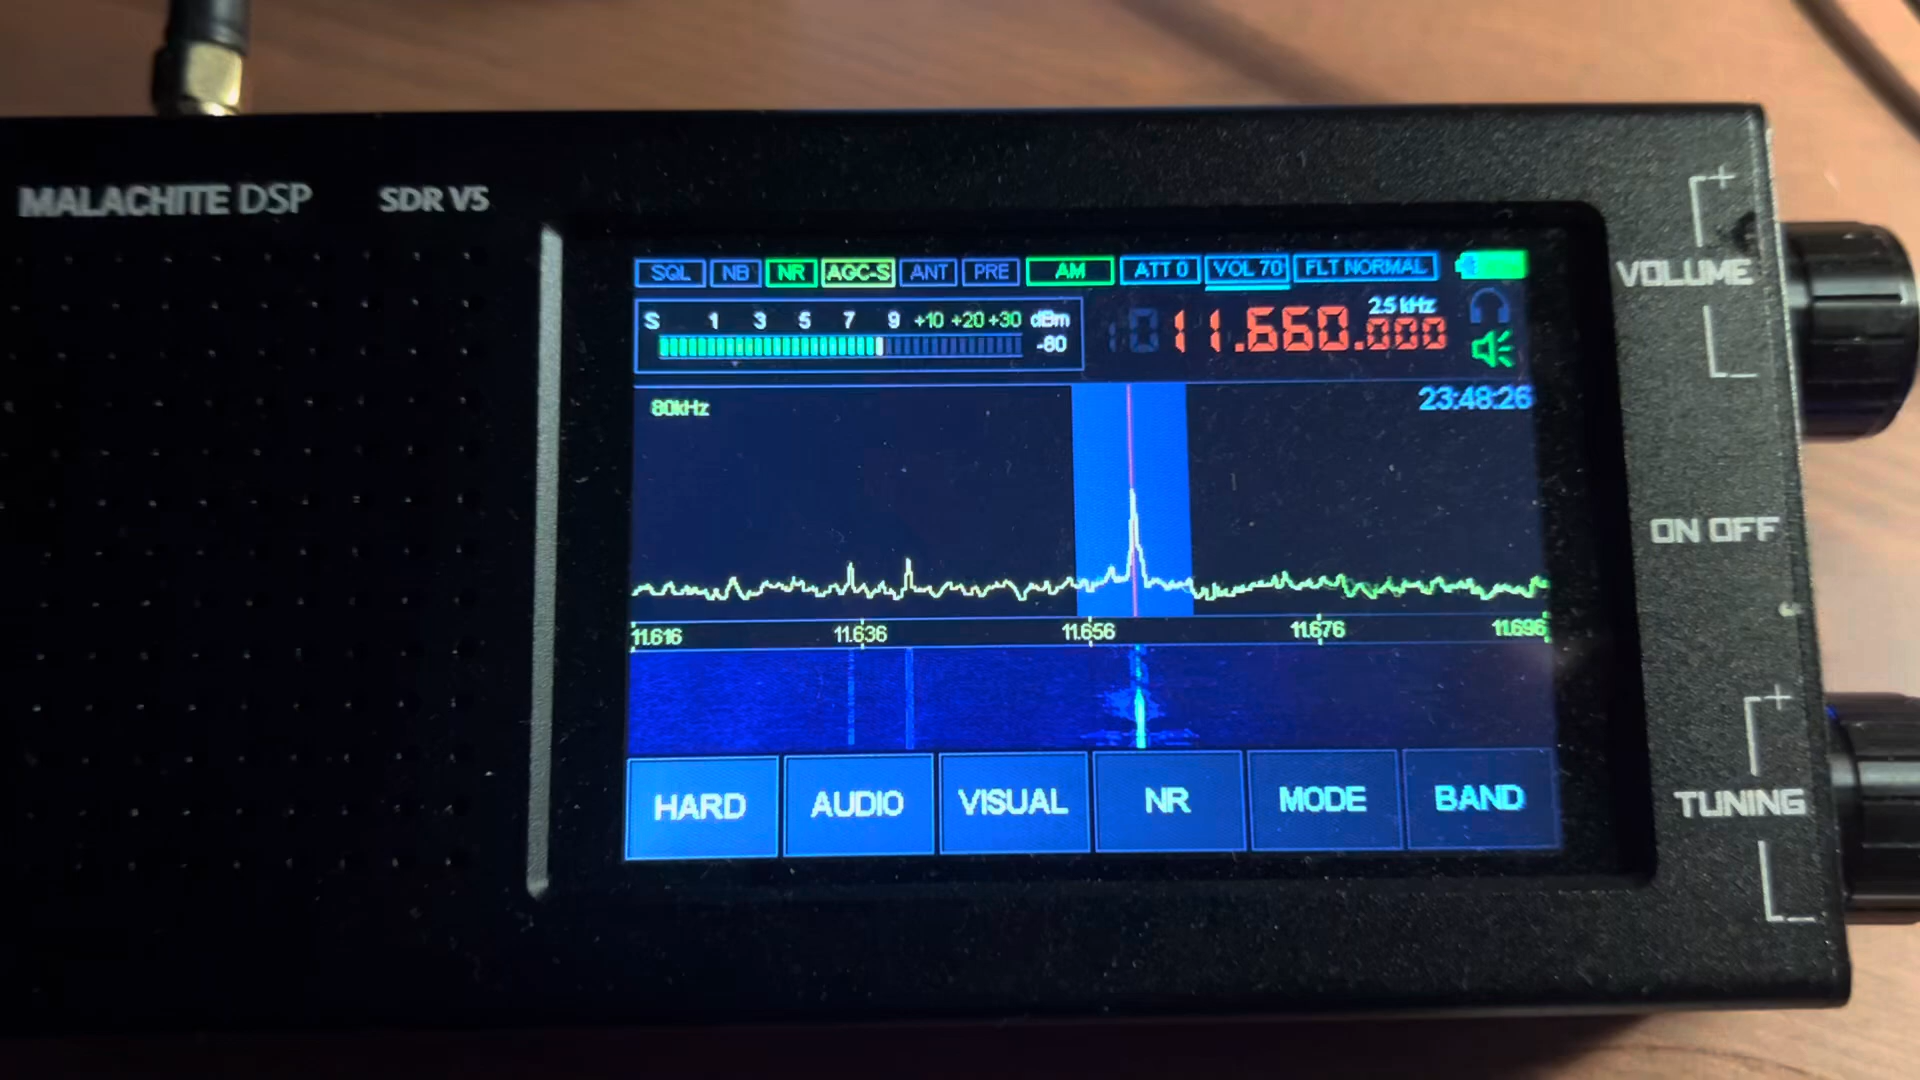 MALACHITE DSP SDR V5
SQL NB NR AGC-S ANT PRE AM ATT 0 VOL 70 FLT NORMAL
S 1 3 5 7 9 +10 +20 +30 dBm
-80
2.5 kHz
11.660.000
80kHz
23:48:26
11.616 11.636 11.656 11.676 11.696
HARD AUDIO VISUAL NR MODE BAND
+
VOLUME
-
ON OFF
+
TUNING
-